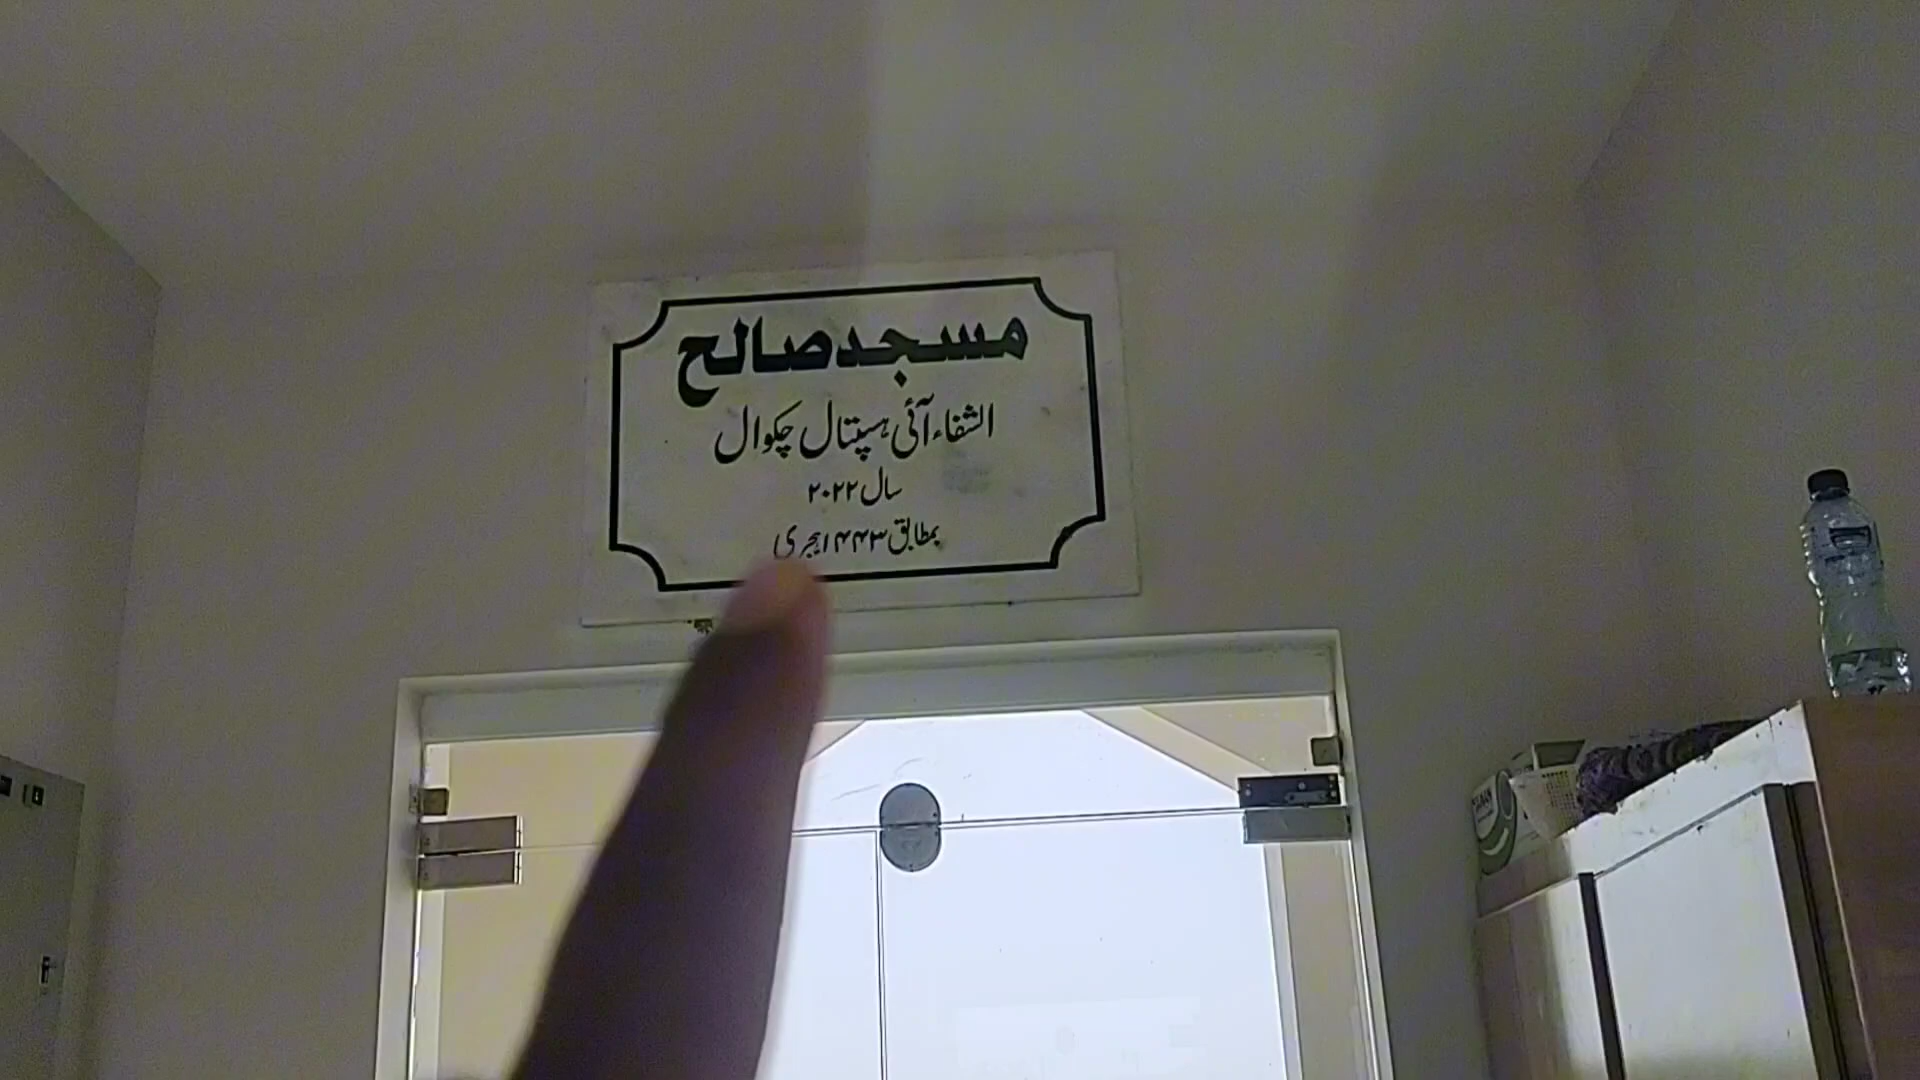 مسجد صالح
الشفاء آئی ہسپتال چکوال
سال ۲۰۲۲
بمطابق ۱۴۴۳ ہجری